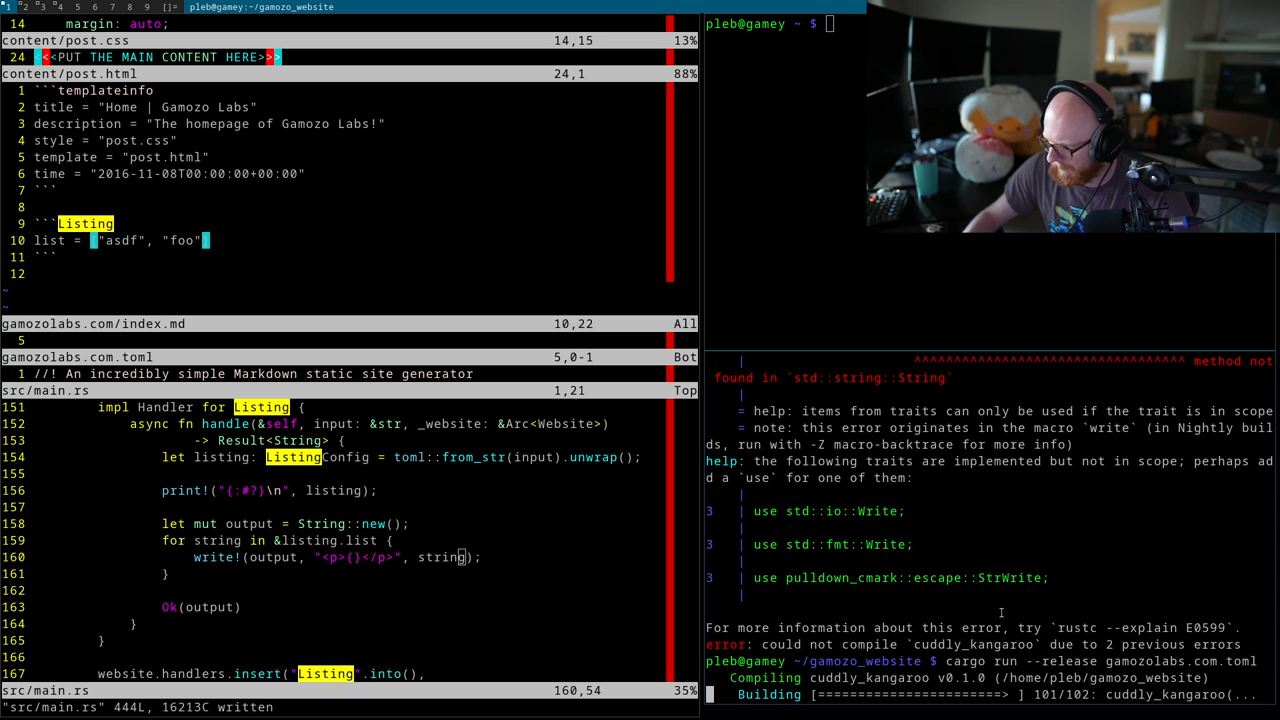 1 2 3 4 5 6 7 8 9 []= pleb@gamey:~/gamozo_website
14 margin: auto;
content/post.css 14,15 13%
24 <<<PUT THE MAIN CONTENT HERE>>>
content/post.html 24,1 88%
1 ```templateinfo
2 title = "Home | Gamozo Labs"
3 description = "The homepage of Gamozo Labs!"
4 style = "post.css"
5 template = "post.html"
6 time = "2016-11-08T00:00:00+00:00"
7 ```
8
9 ```Listing
10 list = ["asdf", "foo"]
11 ```
12
~
~
gamozolabs.com/index.md 10,22 All
5
gamozolabs.com.toml 5,0-1 Bot
1 //! An incredibly simple Markdown static site generator
src/main.rs 1,21 Top
151 impl Handler for Listing {
152 async fn handle(&self, input: &str, _website: &Arc<Website>)
153 -> Result<String> {
154 let listing: ListingConfig = toml::from_str(input).unwrap();
155
156 print!("{:#?}\n", listing);
157
158 let mut output = String::new();
159 for string in &listing.list {
160 write!(output, "<p>{}</p>", string);
161 }
162
163 Ok(output)
164 }
165 }
166
167 website.handlers.insert("Listing".into(),
src/main.rs 160,54 35%
"src/main.rs" 444L, 16213C written
pleb@gamey ~ $
| ^^^^^^^^^^^^^^^^^^^^^^^^^^^^^^^^^^ method not
found in `std::string::String`
|
= help: items from traits can only be used if the trait is in scope
= note: this error originates in the macro `write` (in Nightly buil
ds, run with -Z macro-backtrace for more info)
help: the following traits are implemented but not in scope; perhaps ad
d a `use` for one of them:
|
3 | use std::io::Write;
|
3 | use std::fmt::Write;
|
3 | use pulldown_cmark::escape::StrWrite;
|
For more information about this error, try `rustc --explain E0599`.
error: could not compile `cuddly_kangaroo` due to 2 previous errors
pleb@gamey ~/gamozo_website $ cargo run --release gamozolabs.com.toml
Compiling cuddly_kangaroo v0.1.0 (/home/pleb/gamozo_website)
Building [=======================> ] 101/102: cuddly_kangaroo(...